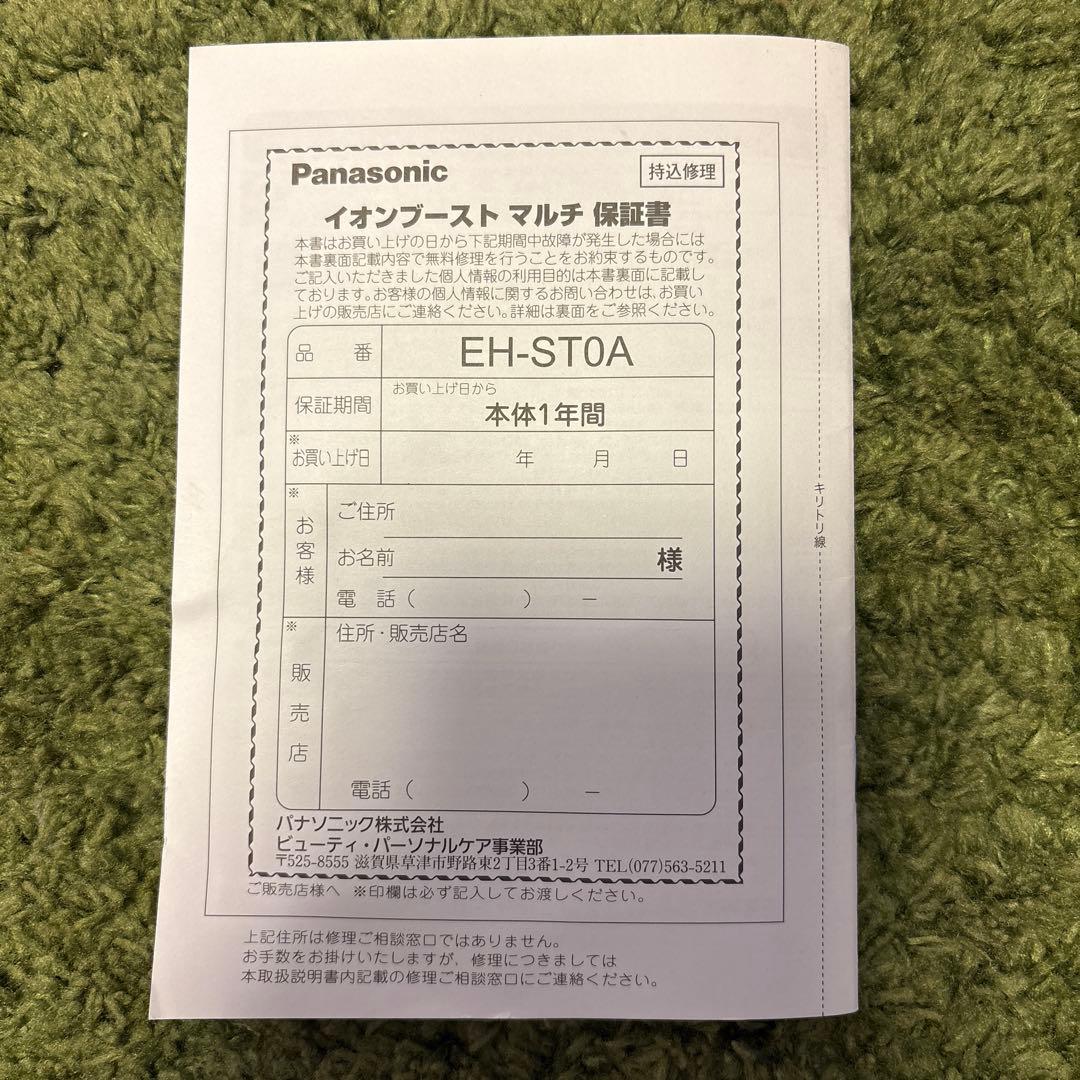 Panasonic
持込修理
イオンブースト マルチ 保証書
本書はお買い上げの日から下記期間中故障が発生した場合には
本書裏面記載内容で無料修理を行うことをお約束するものです。
ご記入いただきました個人情報の利用目的は本書裏面に記載し
ております。お客様の個人情報に関するお問い合わせは、お買い
上げの販売店にご連絡ください。詳細は裏面をご参照ください。
品 番 EH-ST0A
保証期間 お買い上げ日から
本体1年間
※
お買い上げ日 年 月 日
※
お客様
ご住所
お名前 様
電 話 ( ) ー
※
販売店
住所・販売店名
電話 ( ) ー
パナソニック株式会社
ビューティ・パーソナルケア事業部
〒525-8555 滋賀県草津市野路東2丁目3番1-2号 TEL(077)563-5211
ご販売店様へ ※印欄は必ず記入してお渡しください。
上記住所は修理ご相談窓口ではありません。
お手数をお掛けいたしますが、修理につきましては
本取扱説明書内記載の修理ご相談窓口にご連絡ください。
キリトリ線